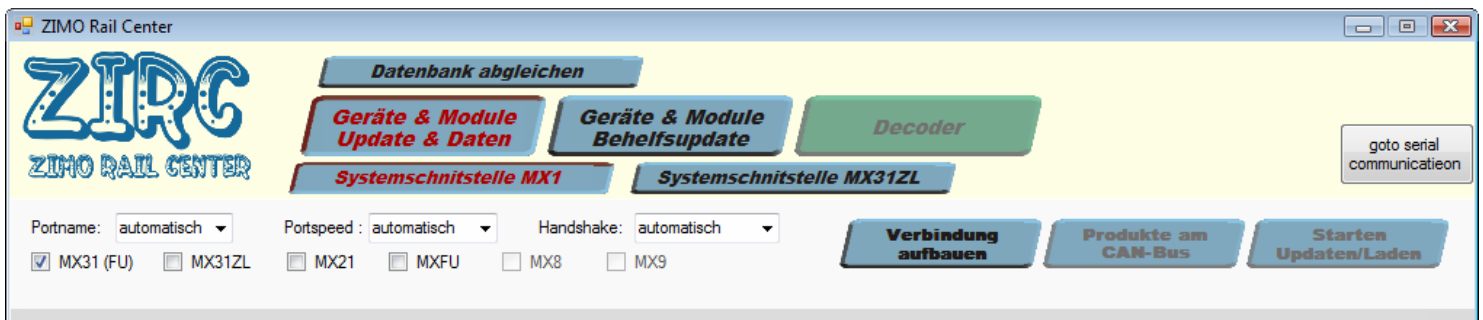 ZIMO Rail Center
ZIRC
ZIMO RAIL CENTER
Datenbank abgleichen
Geräte & Module
Update & Daten
Geräte & Module
Behelfsupdate
Decoder
goto serial
communicatieon
Systemschnitstelle MX1
Systemschnitstelle MX31ZL
Portname: automatisch Portspeed : automatisch Handshake: automatisch
MX31 (FU) MX31ZL MX21 MXFU MX8 MX9
Verbindung
aufbauen
Produkte am
CAN-Bus
Starten
Updaten/Laden